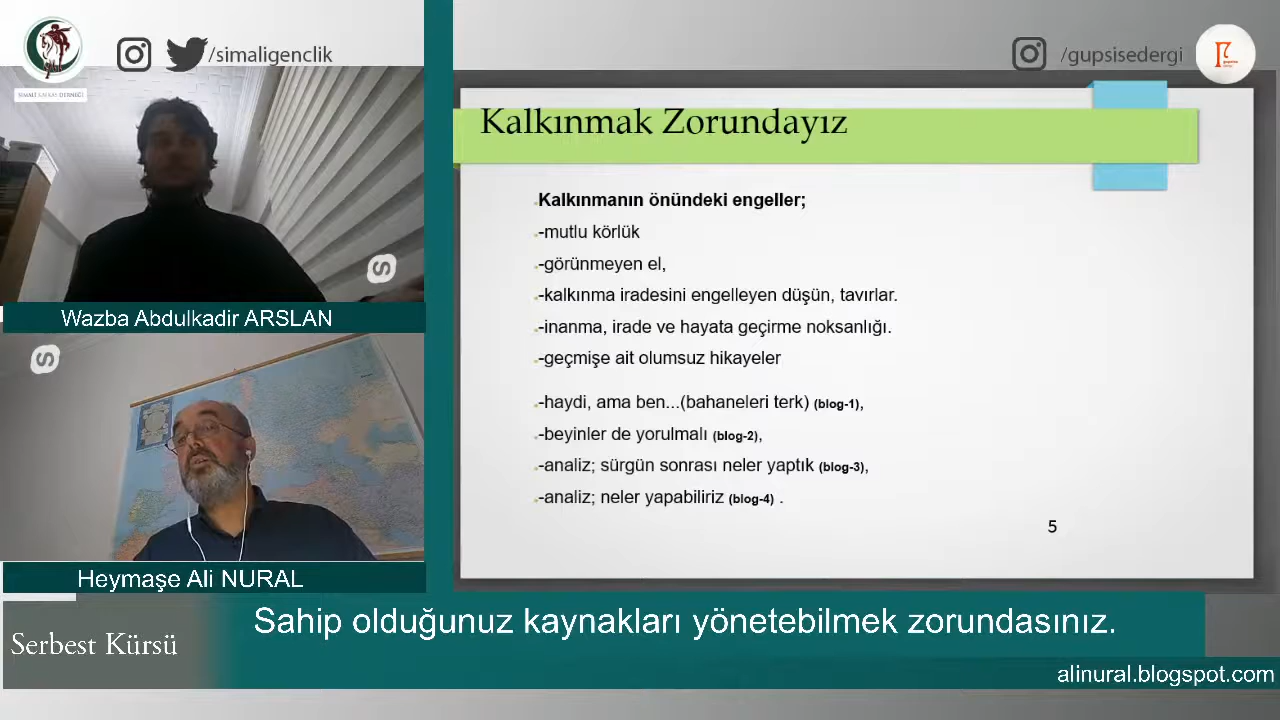 /simaligenclik
/gupsisedergi
Kalkınmak Zorundayız
Kalkınmanın önündeki engeller;
-mutlu körlük
-görünmeyen el,
-kalkınma iradesini engelleyen düşün, tavırlar.
-inanma, irade ve hayata geçirme noksanlığı.
-geçmişe ait olumsuz hikayeler
-haydi, ama ben...(bahaneleri terk) (blog-1),
-beyinler de yorulmalı (blog-2),
-analiz; sürgün sonrası neler yaptık (blog-3),
-analiz; neler yapabiliriz (blog-4) .
5
Wazba Abdulkadir ARSLAN
Heymaşe Ali NURAL
Serbest Kürsü
Sahip olduğunuz kaynakları yönetebilmek zorundasınız.
alinural.blogspot.com